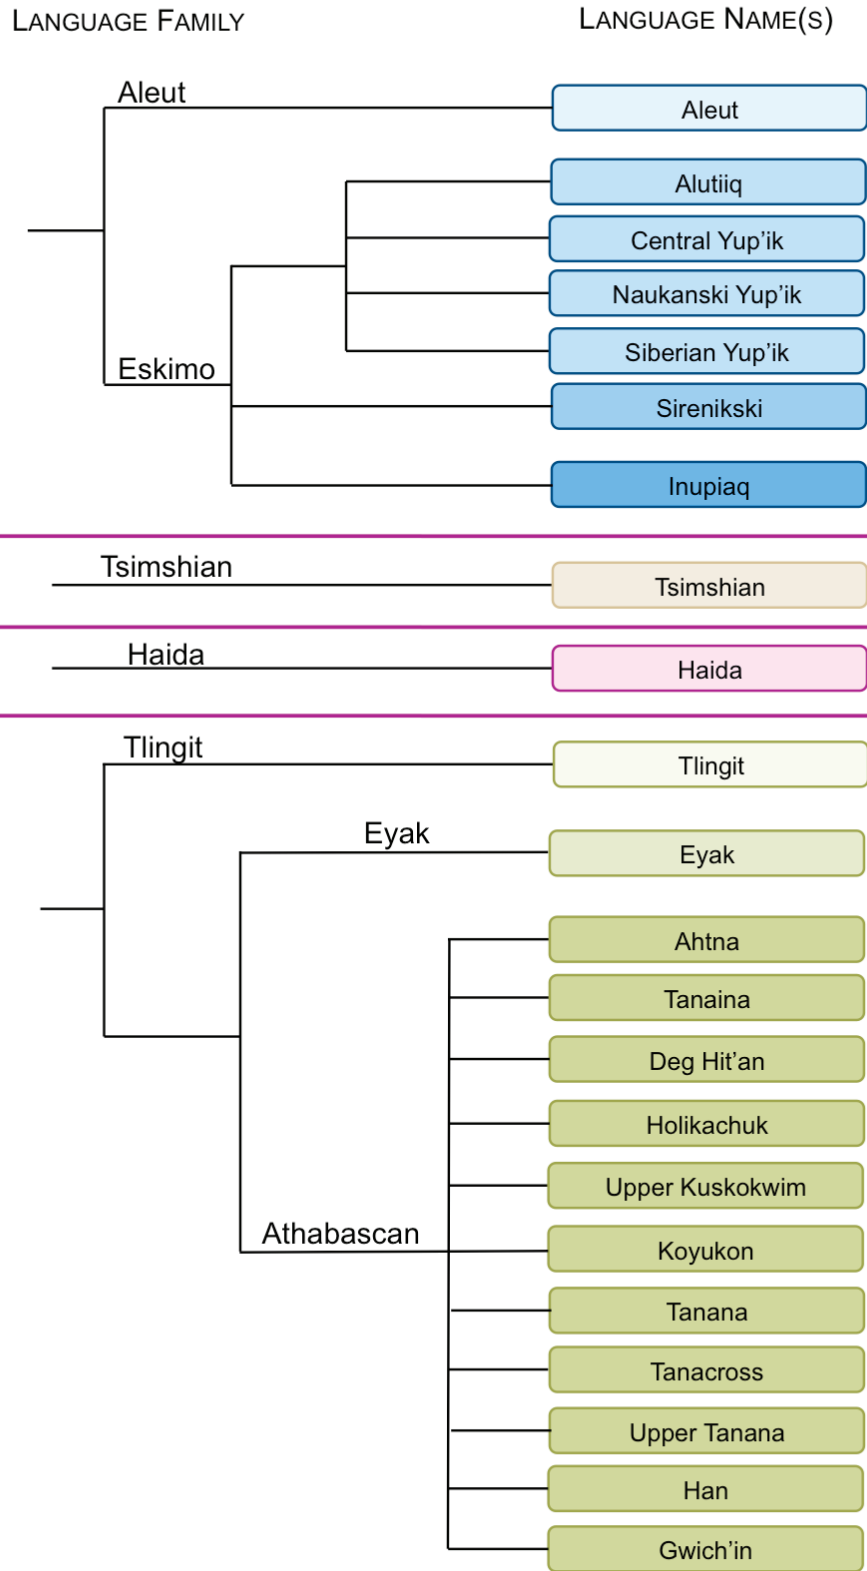 LANGUAGE FAMILY
LANGUAGE NAME(S)
Aleut
Aleut
Alutiiq
Central Yup’ik
Naukanski Yup’ik
Siberian Yup’ik
Eskimo
Sirenikski
Inupiaq
Tsimshian
Tsimshian
Haida
Haida
Tlingit
Tlingit
Eyak
Eyak
Ahtna
Tanaina
Deg Hit’an
Holikachuk
Upper Kuskokwim
Athabascan
Koyukon
Tanana
Tanacross
Upper Tanana
Han
Gwich’in